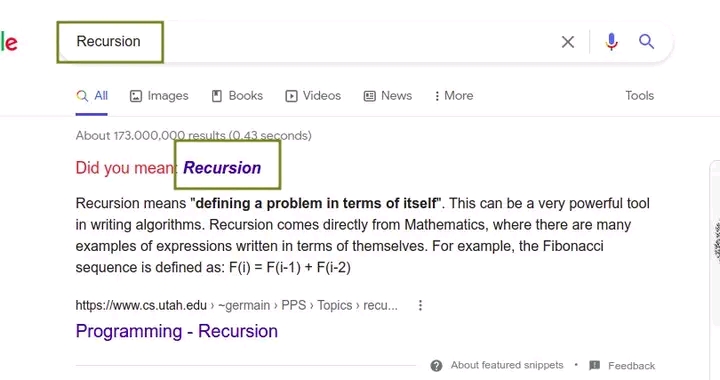 le
Recursion
All Images Books Videos News More Tools
About 173.000.000 results (0.43 seconds)
Did you mean: Recursion
Recursion means "defining a problem in terms of itself". This can be a very powerful tool
in writing algorithms. Recursion comes directly from Mathematics, where there are many
examples of expressions written in terms of themselves. For example, the Fibonacci
sequence is defined as: F(i) = F(i-1) + F(i-2)
https://www.cs.utah.edu › ~germain › PPS › Topics › recu...
Programming - Recursion
About featured snippets • Feedback